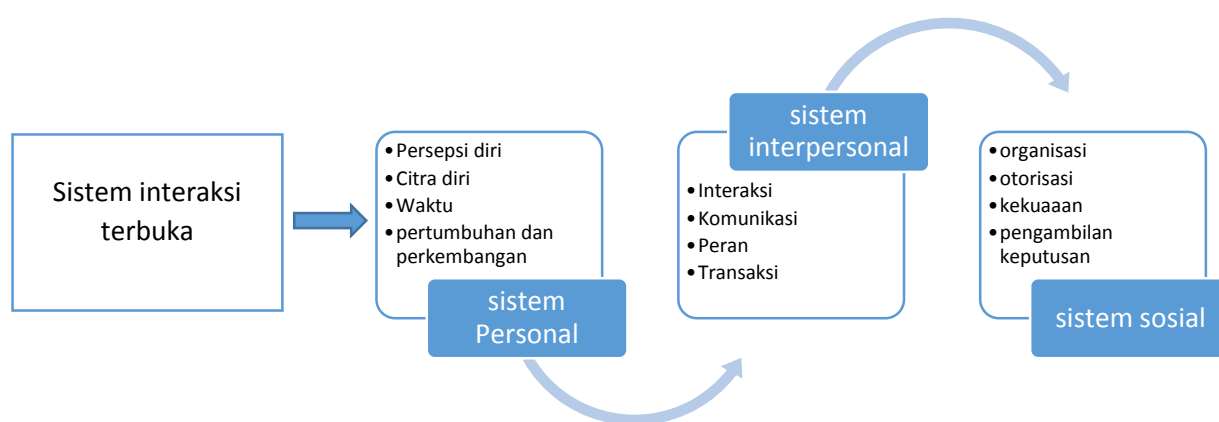 Sistem interaksi
terbuka
•Persepsi diri
•Citra diri
•Waktu
•pertumbuhan dan
perkembangan
sistem
Personal
sistem
interpersonal
•Interaksi
•Komunikasi
•Peran
•Transaksi
•organisasi
•otorisasi
•kekuaaan
•pengambilan
keputusan
sistem sosial